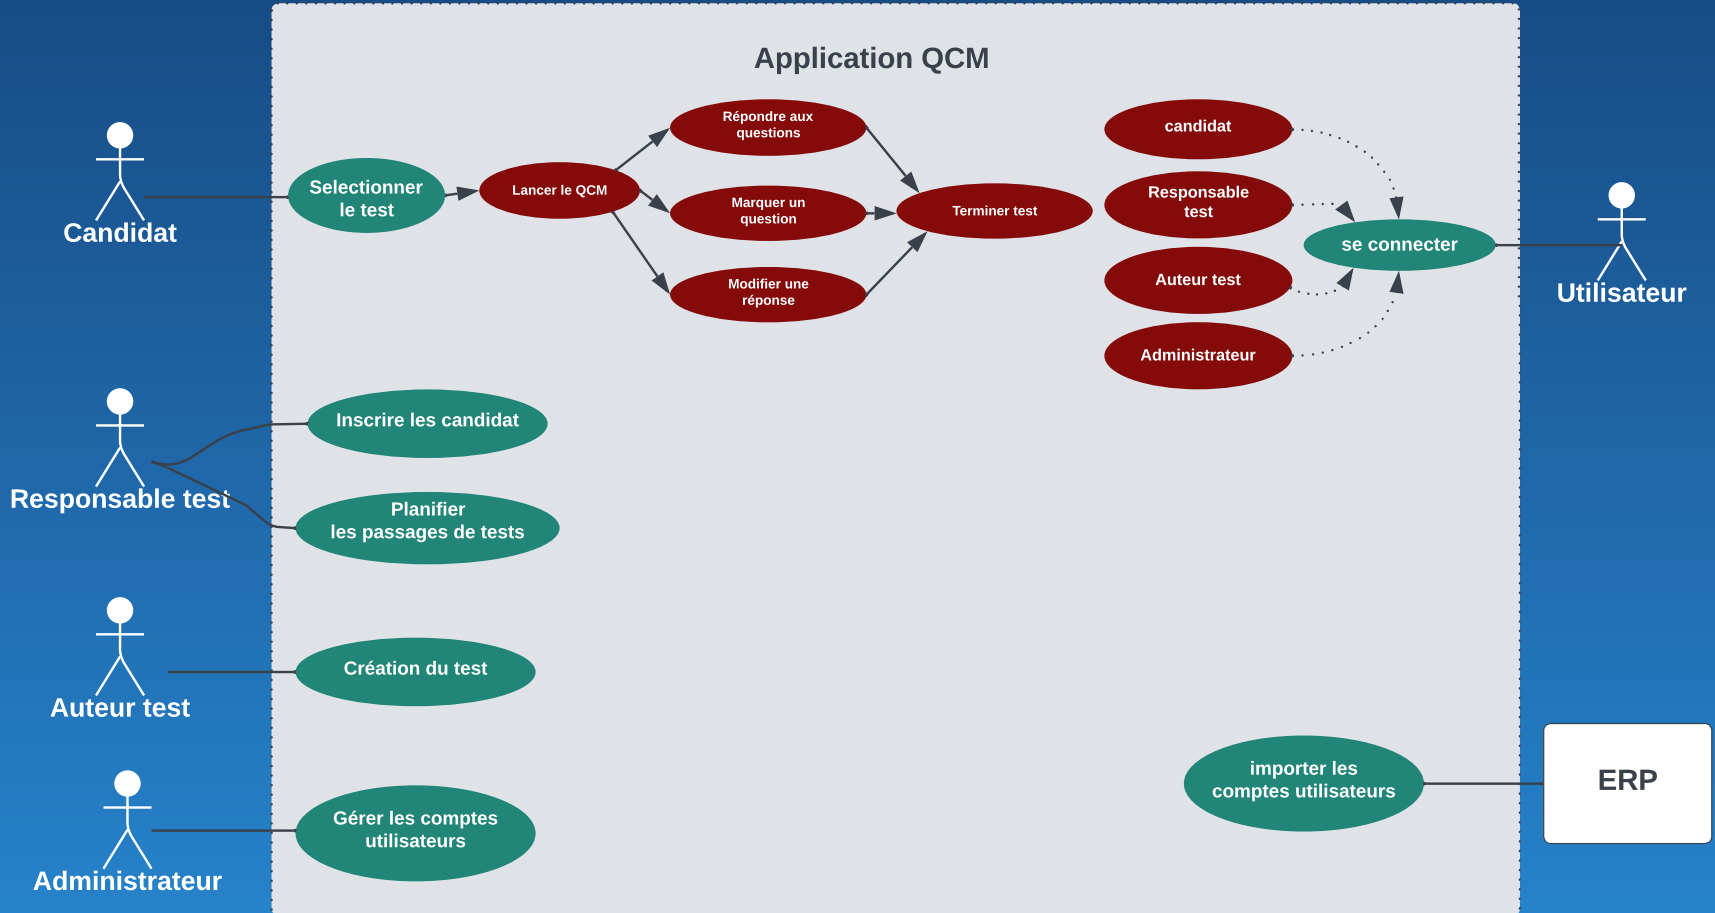 Application QCM
Candidat
Selectionner
le test
Lancer le QCM
Répondre aux
questions
Marquer un
question
Modifier une
réponse
Terminer test
candidat
Responsable
test
Auteur test
Administrateur
se connecter
Utilisateur
Responsable test
Inscrire les candidat
Planifier
les passages de tests
Auteur test
Création du test
Administrateur
Gérer les comptes
utilisateurs
importer les
comptes utilisateurs
ERP